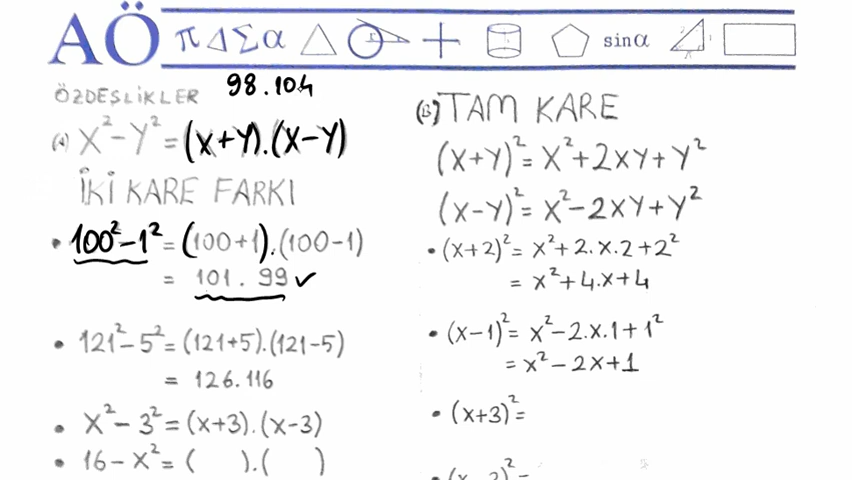 AÖ π Δ Σ α sinα
ÖZDEŞLİKLER 98.104
(A) X²-Y²=(X+Y).(X-Y)
İKİ KARE FARKI
• 100²-1²=(100+1).(100-1)
= 101.99 ✓
• 121²-5²=(121+5).(121-5)
= 126.116
• X²-3²=(x+3).(x-3)
• 16-X²=( ).( )
(B) TAM KARE
(X+Y)²=X²+2XY+Y²
(X-Y)²=X²-2XY+Y²
• (x+2)²=x²+2.x.2+2²
= x²+4.x+4
• (x-1)²=x²-2.x.1+1²
= x²-2x+1
• (x+3)²=